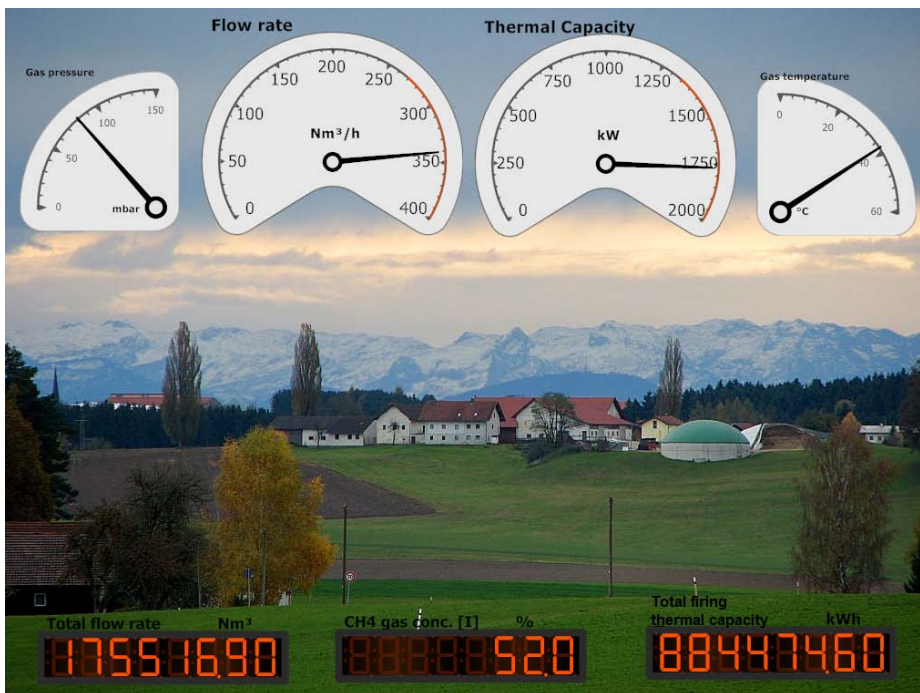 Flow rate
Thermal Capacity
Gas pressure
Gas temperature
0
50
100
150
mbar
0
50
100
150
200
250
300
350
400
Nm³/h
0
250
500
750
1000
1250
1500
1750
2000
kW
0
20
40
60
°C
Total flow rate Nm³
175516.90
CH4 gas conc. [I] %
52.0
Total firing
thermal capacity kWh
884474.60